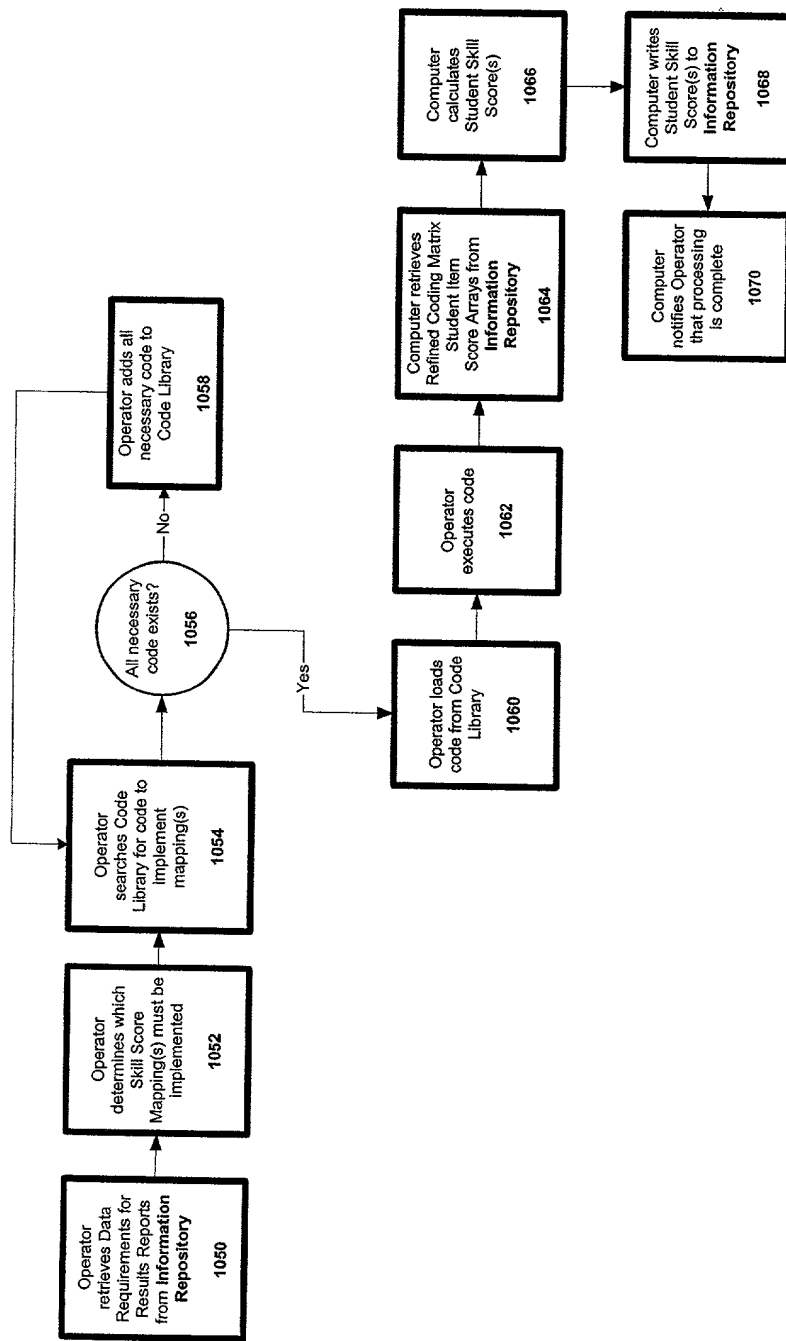 Operator
retrieves Data
Requirements for
Results Reports
from Information
Repository
1050
Operator
determines which
Skill Score
Mapping(s) must be
implemented
1052
Operator
searches Code
Library for code to
implement
mapping(s)
1054
All necessary
code exists?
1056
No
Operator adds all
necessary code to
Code Library
1058
Yes
Operator loads
code from Code
Library
1060
Operator
executes code
1062
Computer retrieves
Refined Coding Matrix
Student Item
Score Arrays from
Information
Repository
1064
Computer
calculates
Student Skill
Score(s)
1066
Computer writes
Student Skill
Score(s) to
Information
Repository
1068
Computer
notifies Operator
that processing
is complete
1070